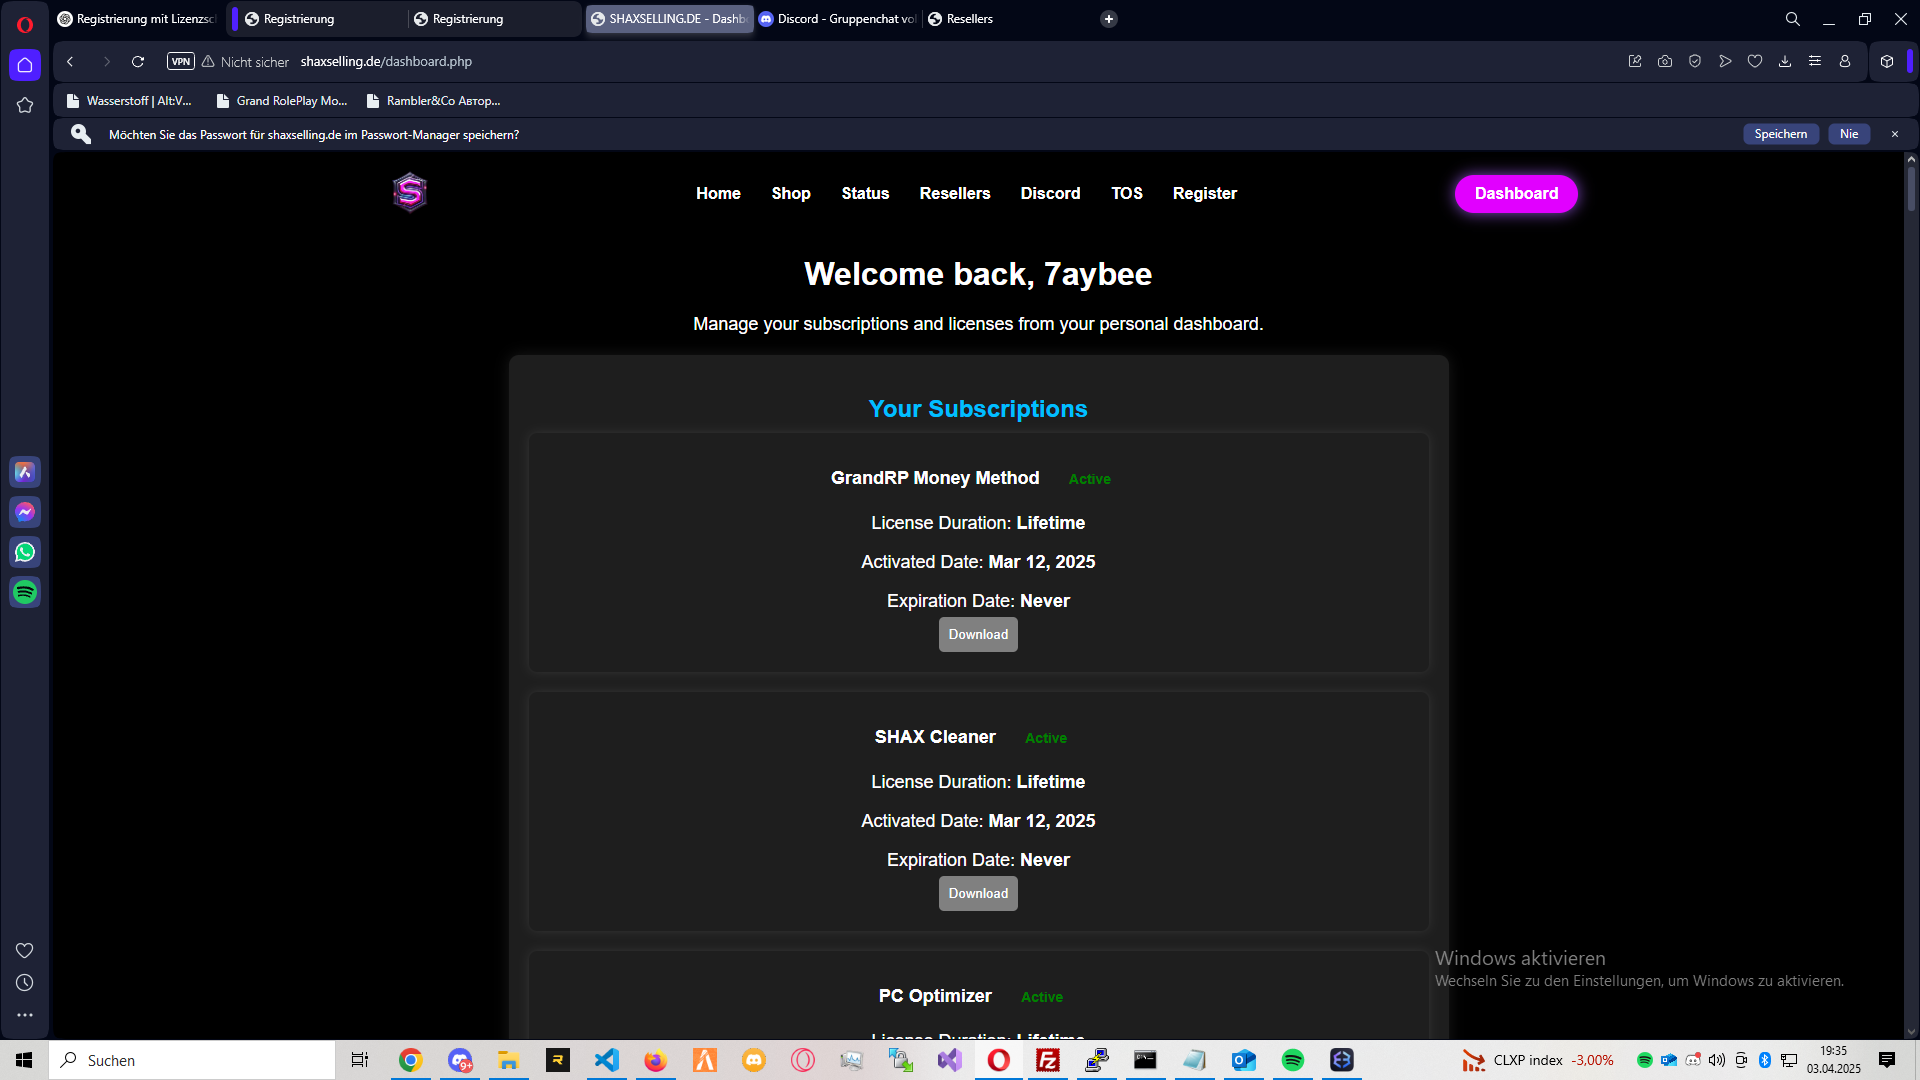 Registrierung mit Lizenzsc
Registrierung
Registrierung
SHAXSELLING.DE - Dashb
Discord - Gruppenchat vol
Resellers
VPN
Nicht sicher
shaxselling.de/dashboard.php
Wasserstoff | Alt:V...
Grand RolePlay Mo...
Rambler&Co Автор...
Möchten Sie das Passwort für shaxselling.de im Passwort-Manager speichern?
Speichern
Nie
Home
Shop
Status
Resellers
Discord
TOS
Register
Dashboard
Welcome back, 7aybee
Manage your subscriptions and licenses from your personal dashboard.
Your Subscriptions
GrandRP Money Method Active
License Duration: Lifetime
Activated Date: Mar 12, 2025
Expiration Date: Never
Download
SHAX Cleaner Active
License Duration: Lifetime
Activated Date: Mar 12, 2025
Expiration Date: Never
Download
PC Optimizer Active
License Duration: Lifetime
Windows aktivieren
Wechseln Sie zu den Einstellungen, um Windows zu aktivieren.
Suchen
9+
CLXP index -3,00%
19:35
03.04.2025